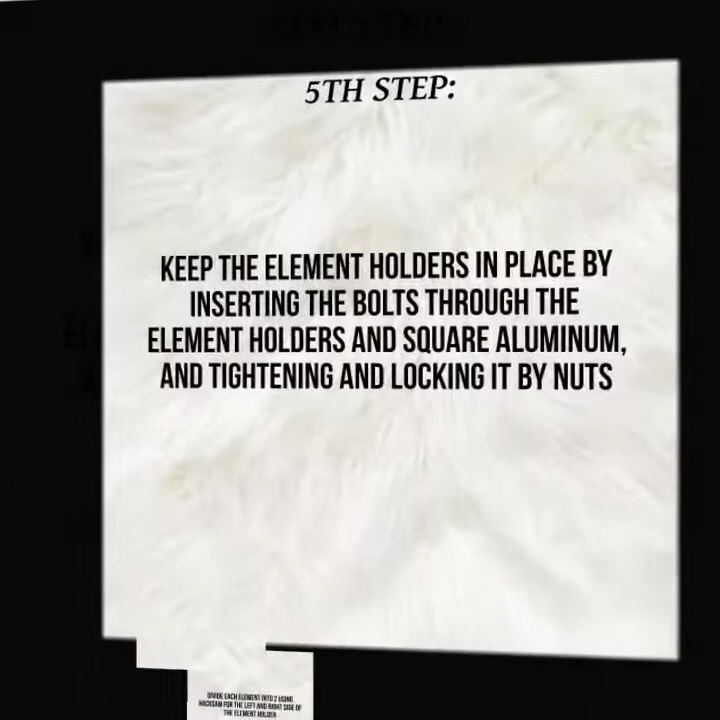 5TH STEP:
KEEP THE ELEMENT HOLDERS IN PLACE BY
INSERTING THE BOLTS THROUGH THE
ELEMENT HOLDERS AND SQUARE ALUMINUM,
AND TIGHTENING AND LOCKING IT BY NUTS
DIVIDE EACH ELEMENT INTO 2 USING
HACKSAW FOR THE LEFT AND RIGHT SIDE OF
THE ELEMENT HOLDER